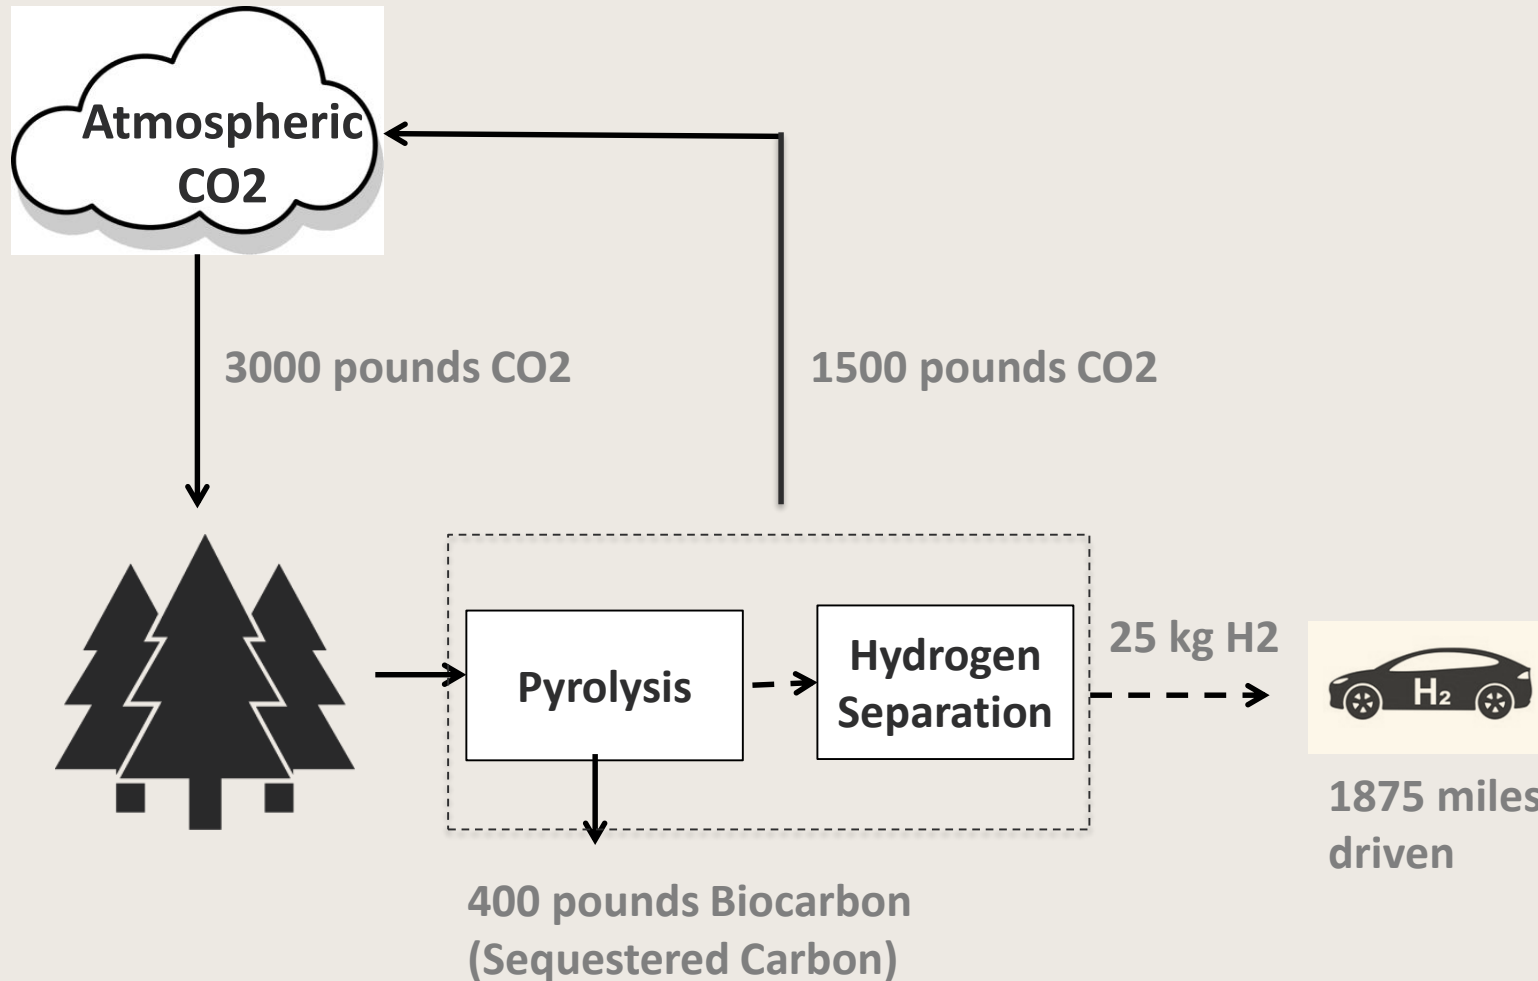 Atmospheric
CO2
3000 pounds CO2
1500 pounds CO2
Pyrolysis
Hydrogen
Separation
25 kg H2
H₂
1875 miles
driven
400 pounds Biocarbon
(Sequestered Carbon)